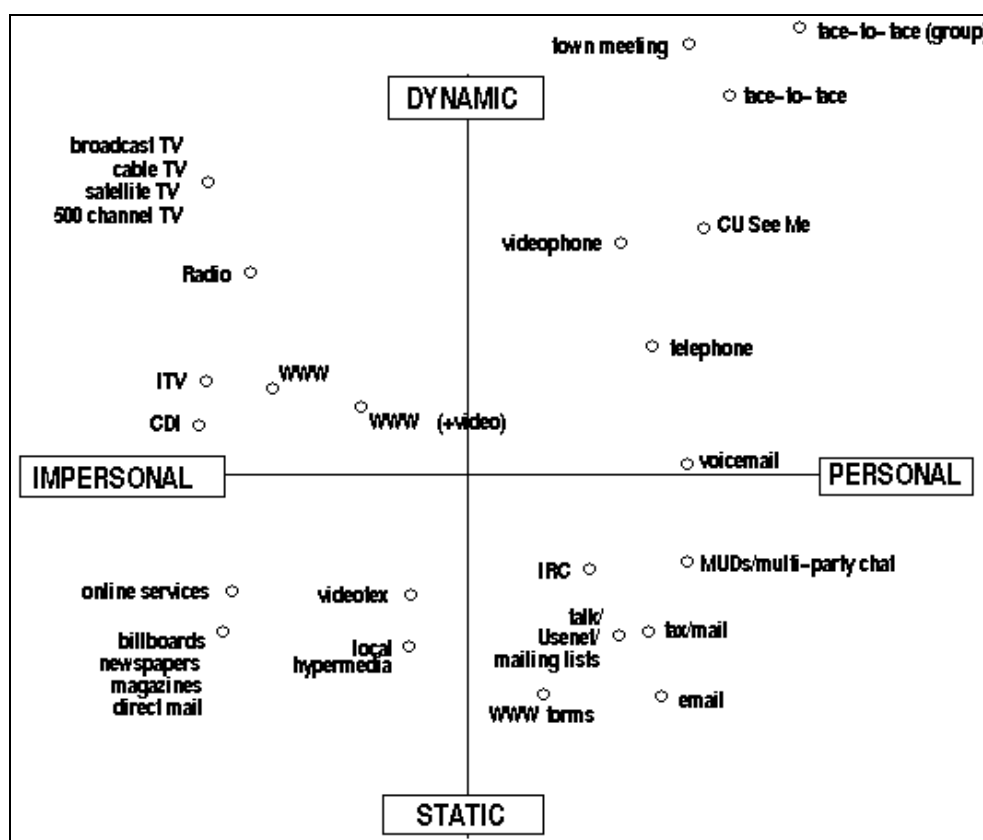 face-to-face (group)
town meeting
DYNAMIC
face-to-face
broadcast TV
cable TV
satellite TV
500 channel TV
CU See Me
videophone
Radio
telephone
ITV
WWW
CDI
WWW (+video)
voicemail
IMPERSONAL
PERSONAL
IRC
MUDs/multi-party chat
online services
videotex
talk/
Usenet/
mailing lists
fax/mail
billboards
newspapers
magazines
direct mail
local
hypermedia
WWW forms
email
STATIC